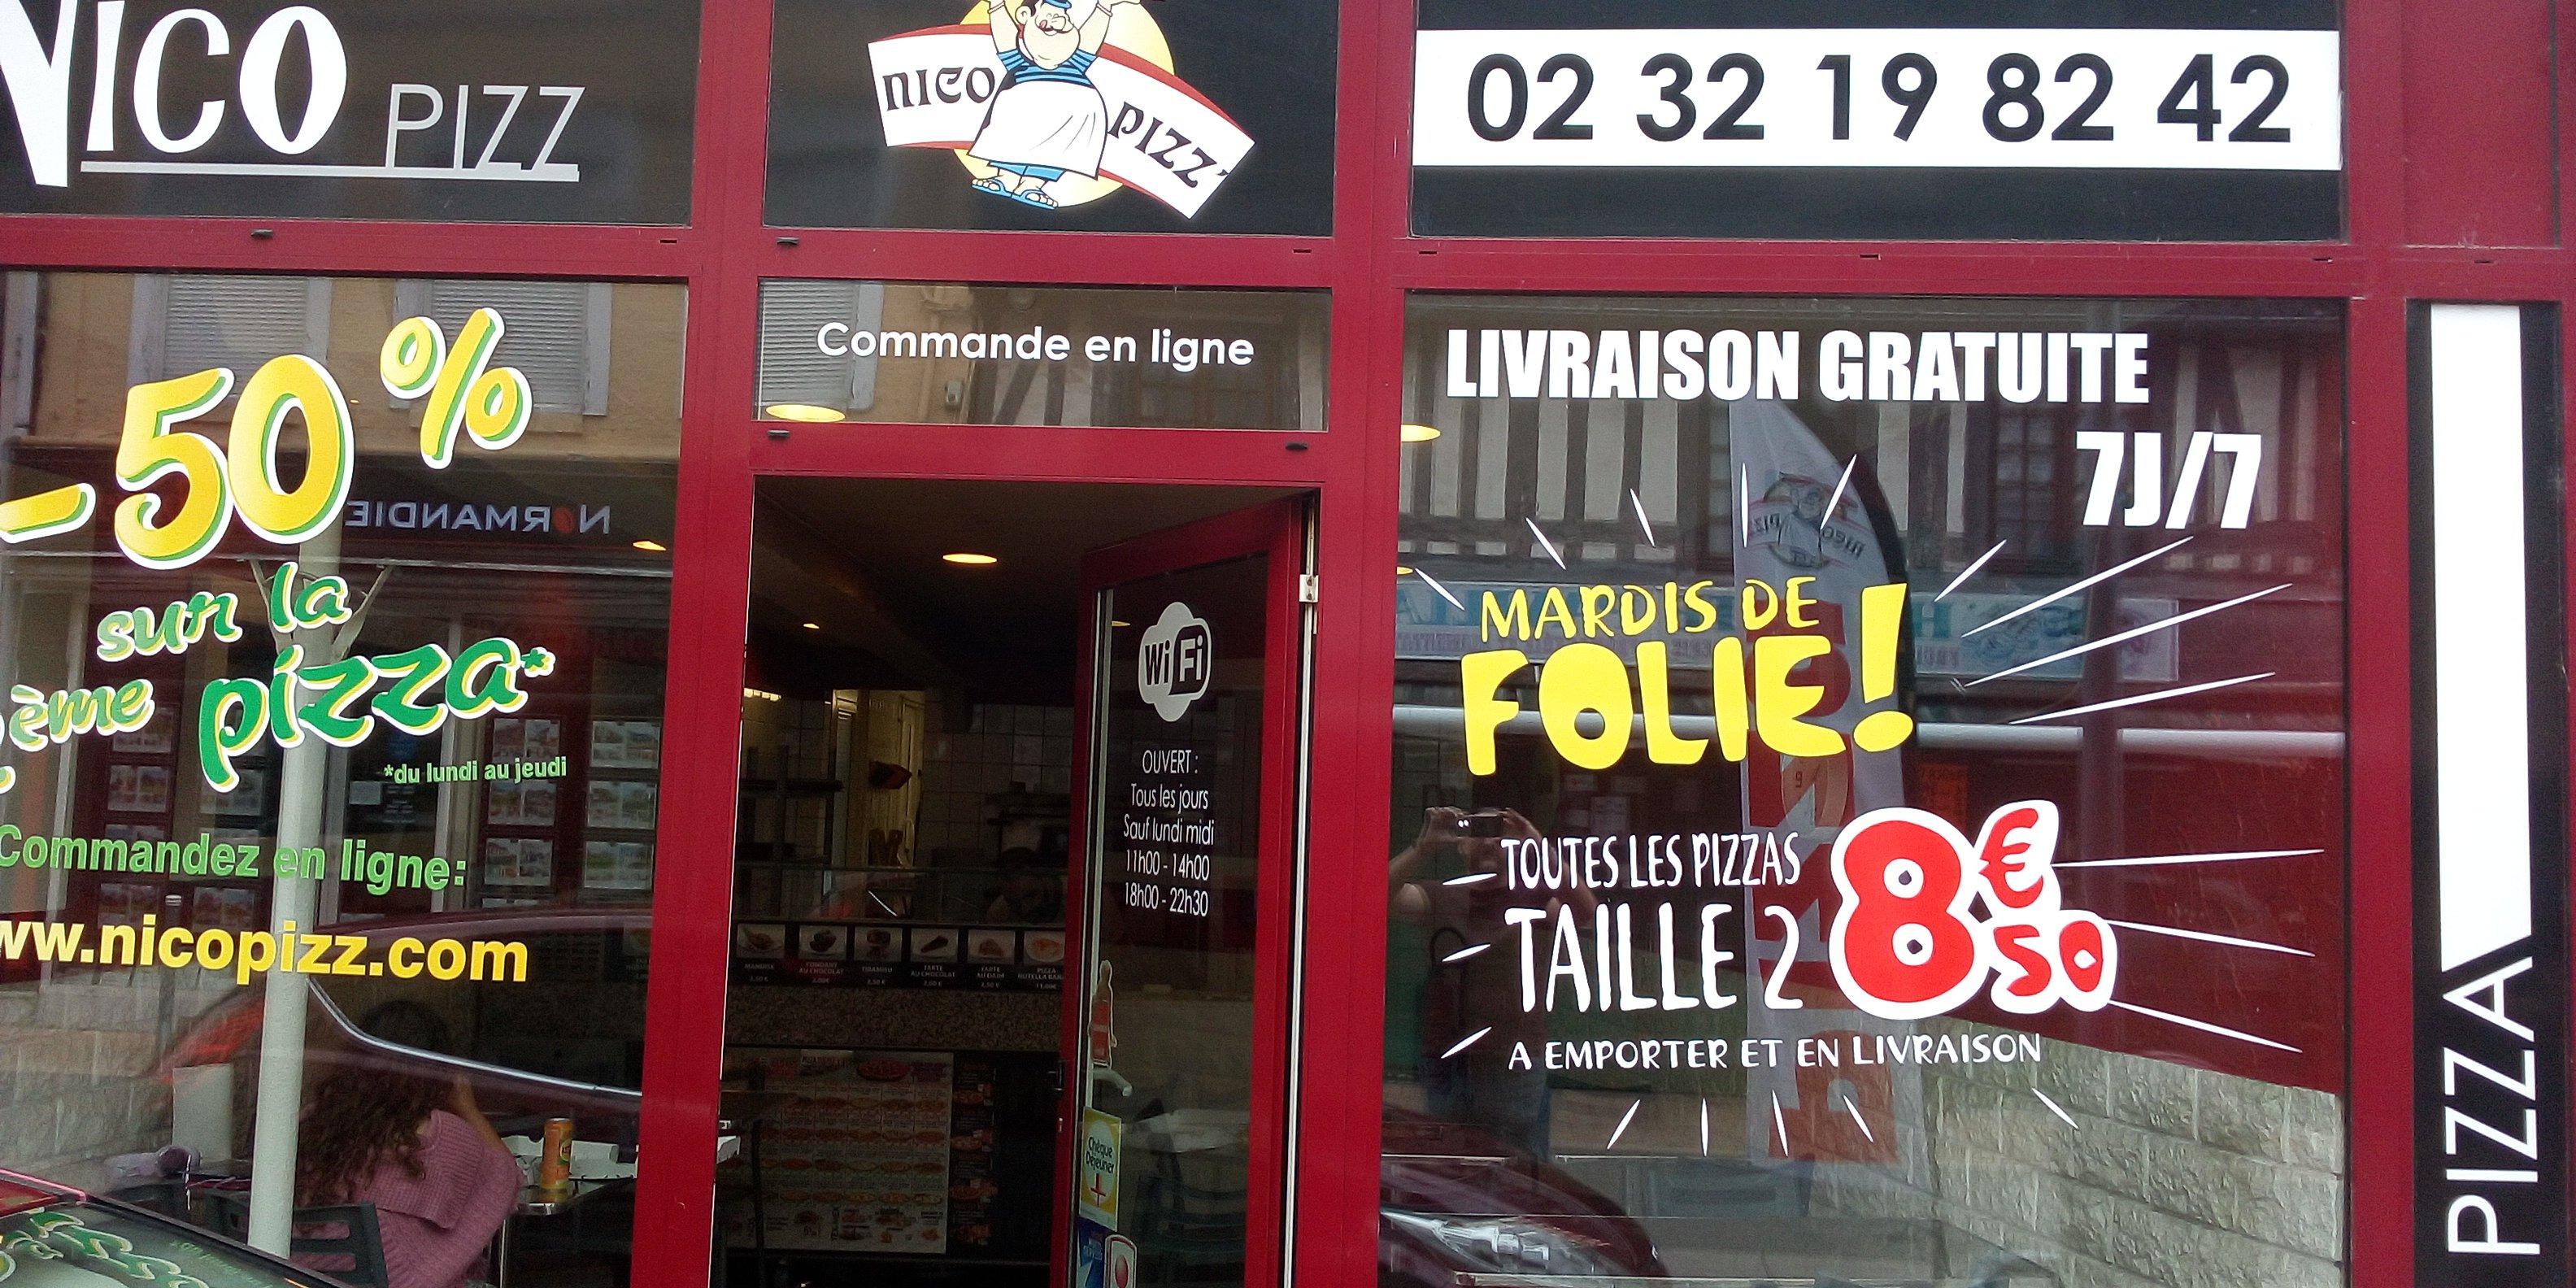 NICO PIZZ
NICO PIZZ'
02 32 19 82 42
-50 %
sur la
ème pizza*
*du lundi au jeudi
Commandez en ligne:
www.nicopizz.com
NORMANDIE
Commande en ligne
WiFi
OUVERT :
Tous les jours
Sauf lundi midi
11h00 - 14h00
18h00 - 22h30
Chèque
Déjeuner
LIVRAISON GRATUITE
7J/7
MARDIS DE
FOLIE!
TOUTES LES PIZZAS
TAILLE 2
8€50
A EMPORTER ET EN LIVRAISON
PIZZA